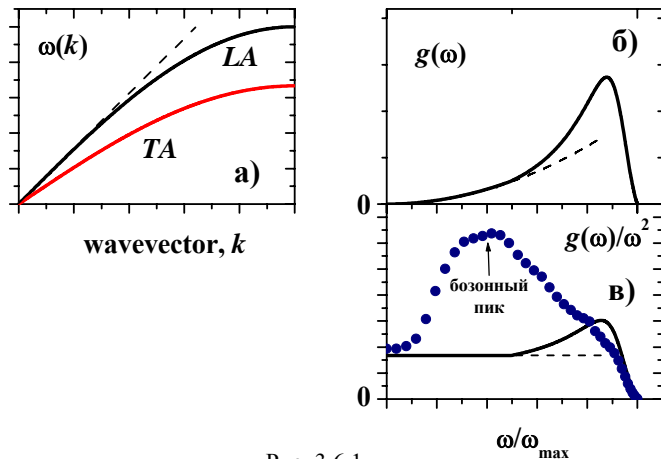 ω(k)
LA
TA
а)
wavevector, k
б)
g(ω)
0
g(ω)/ω²
бозонный
пик
в)
0
ω/ω_max